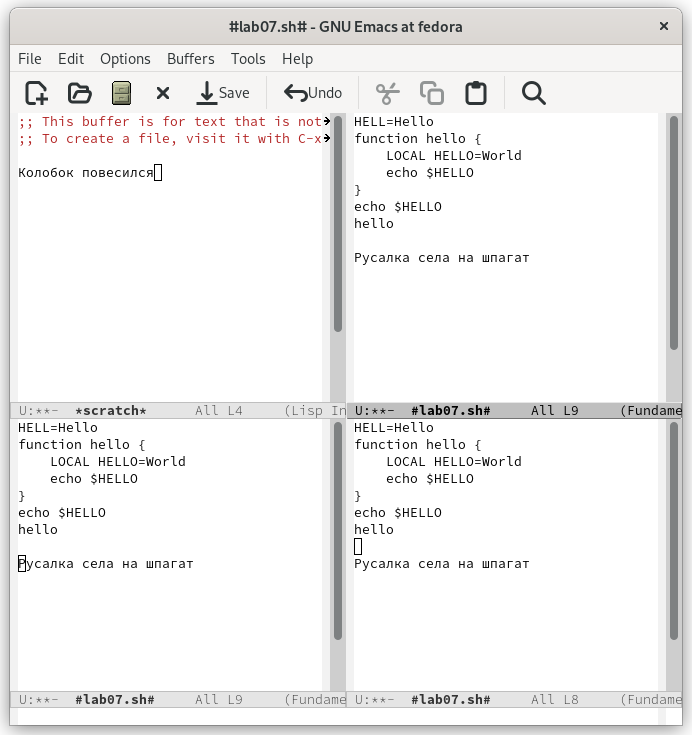 #lab07.sh# - GNU Emacs at fedora
File Edit Options Buffers Tools Help
Save Undo
;; This buffer is for text that is not
;; To create a file, visit it with C-x
Колобок повесился
U:**- *scratch* All L4 (Lisp In
HELL=Hello
function hello {
    LOCAL HELLO=World
    echo $HELLO
}
echo $HELLO
hello
Русалка села на шпагат
U:**- #lab07.sh# All L9 (Fundame
HELL=Hello
function hello {
    LOCAL HELLO=World
    echo $HELLO
}
echo $HELLO
hello
Русалка села на шпагат
U:**- #lab07.sh# All L9 (Fundame
HELL=Hello
function hello {
    LOCAL HELLO=World
    echo $HELLO
}
echo $HELLO
hello
Русалка села на шпагат
U:**- #lab07.sh# All L8 (Fundame